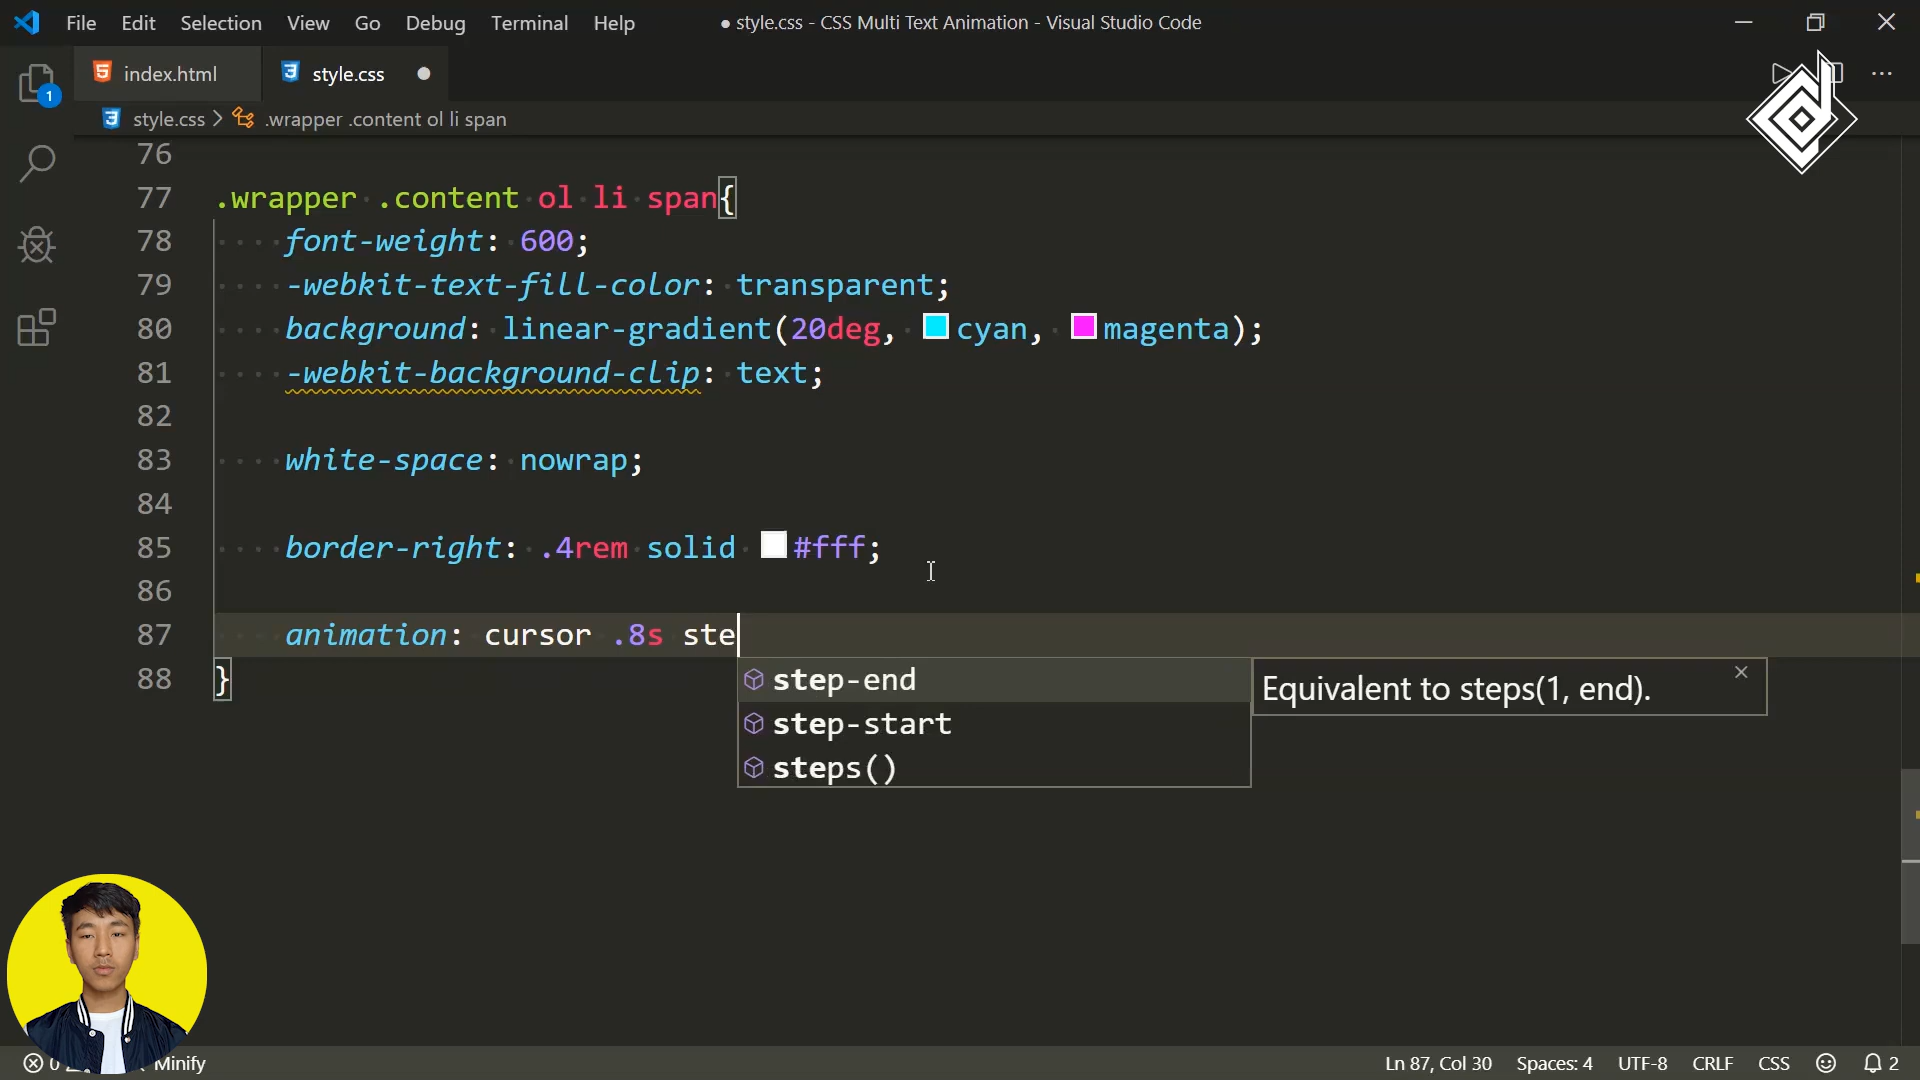 File Edit Selection View Go Debug Terminal Help ● style.css - CSS Multi Text Animation - Visual Studio Code
index.html style.css
style.css > .wrapper .content ol li span
1
76
77 .wrapper .content ol li span{
78 font-weight: 600;
79 -webkit-text-fill-color: transparent;
80 background: linear-gradient(20deg, cyan, magenta);
81 -webkit-background-clip: text;
82
83 white-space: nowrap;
84
85 border-right: .4rem solid #fff;
86
87 animation: cursor .8s ste
88 }
step-end
Equivalent to steps(1, end).
step-start
steps()
0 Minify Ln 87, Col 30 Spaces: 4 UTF-8 CRLF CSS 2